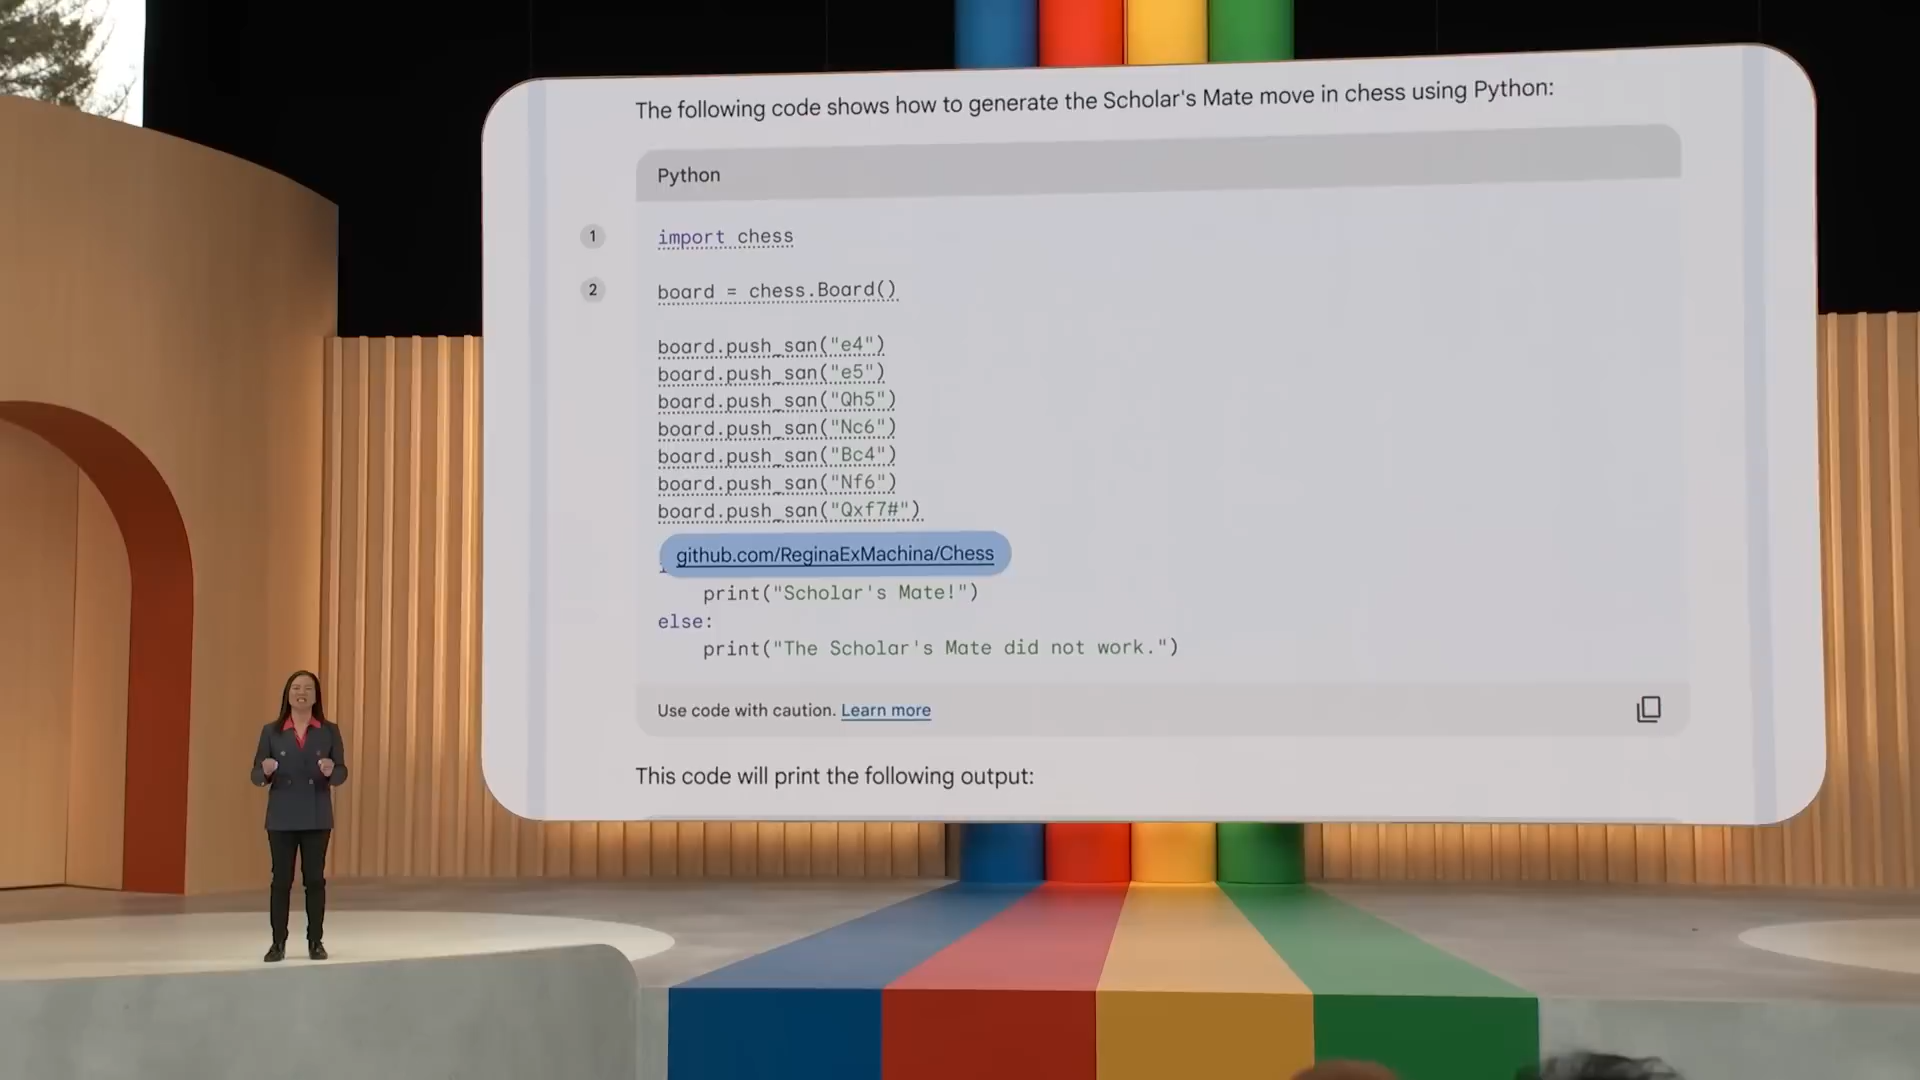 The following code shows how to generate the Scholar's Mate move in chess using Python:
Python
1 import chess
2 board = chess.Board()
board.push_san("e4")
board.push_san("e5")
board.push_san("Qh5")
board.push_san("Nc6")
board.push_san("Bc4")
board.push_san("Nf6")
board.push_san("Qxf7#")
github.com/ReginaExMachina/Chess
print("Scholar's Mate!")
else:
print("The Scholar's Mate did not work.")
Use code with caution. Learn more
This code will print the following output: